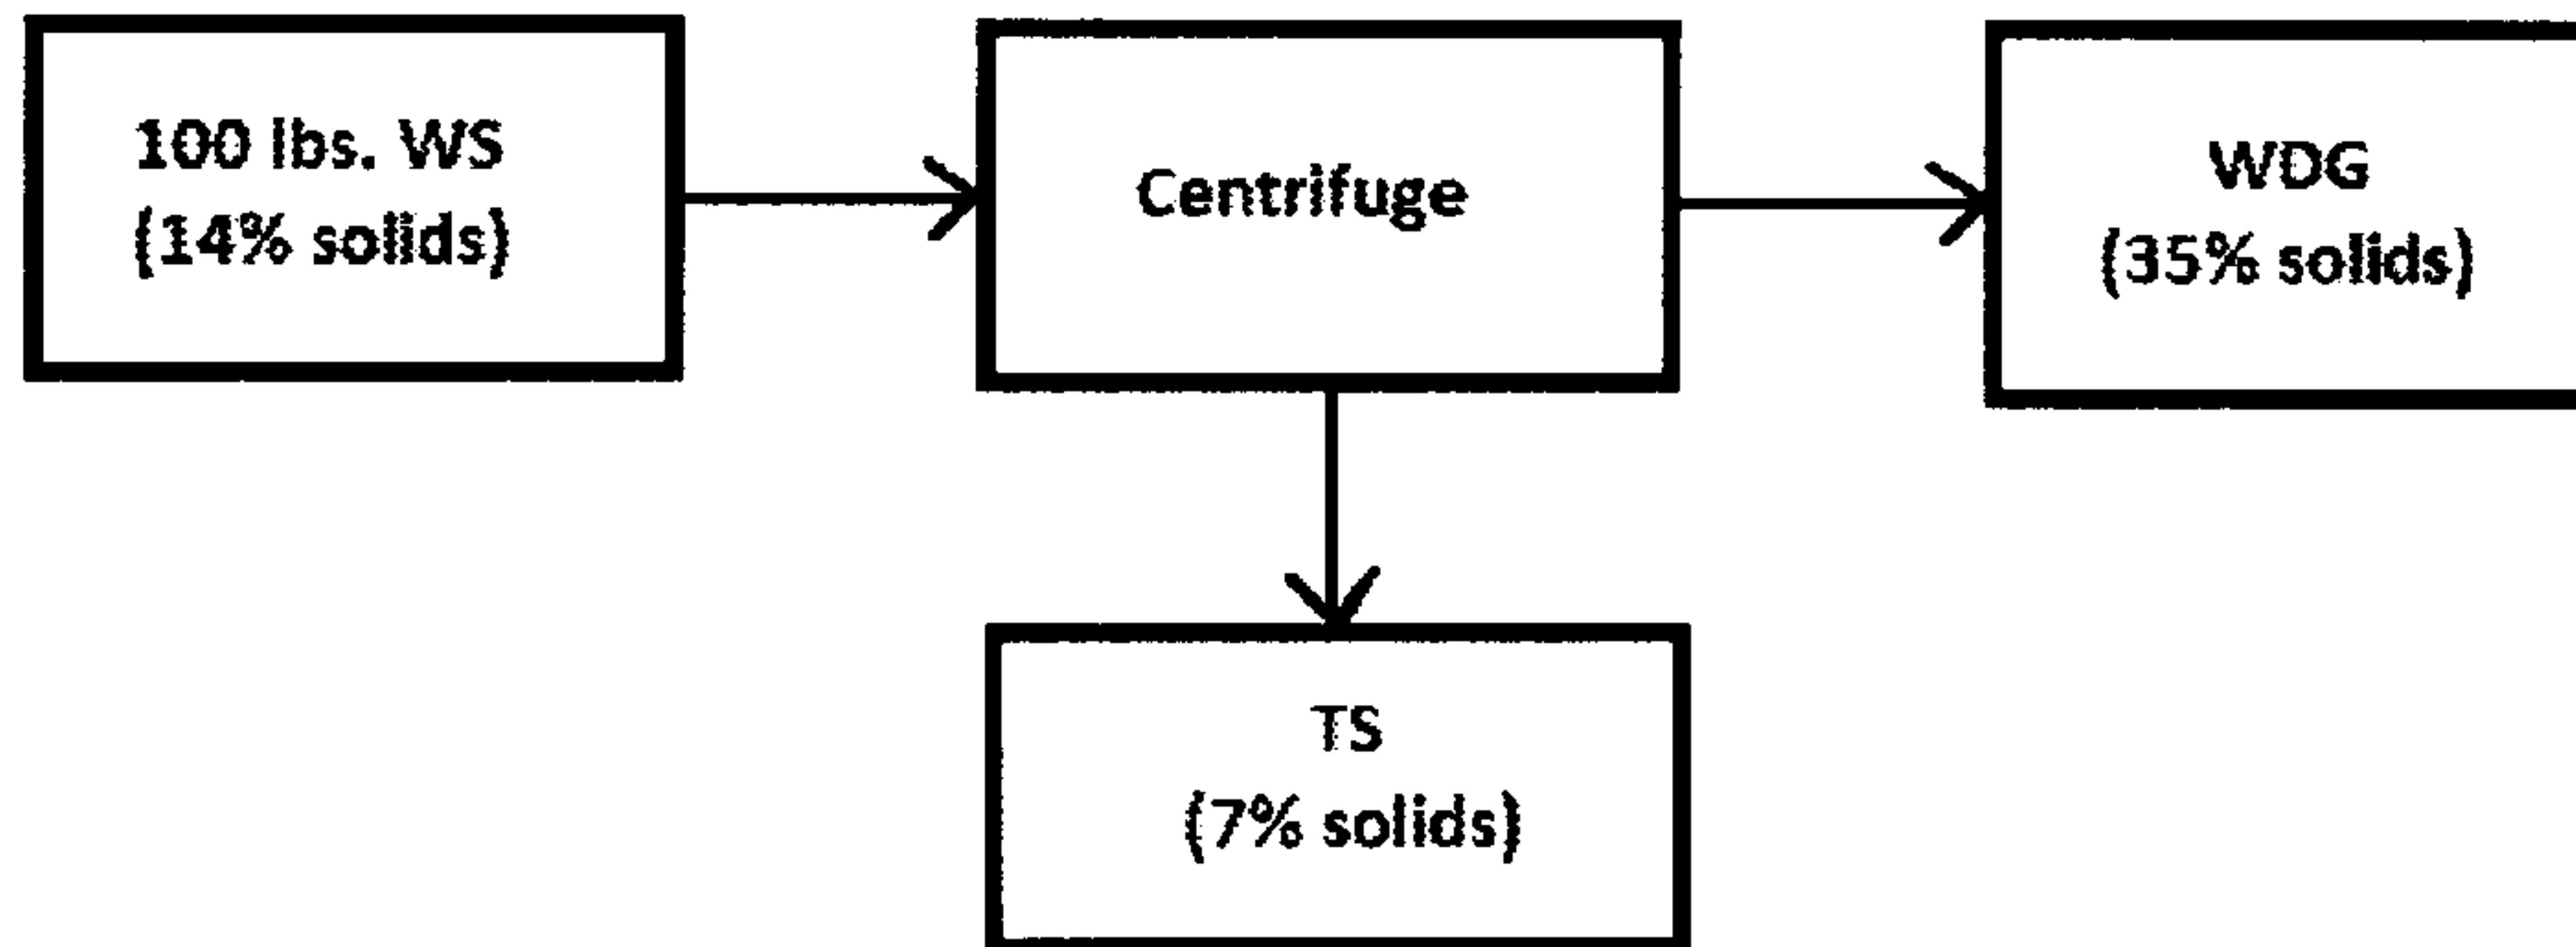 100 lbs. WS
(14% solids)
Centrifuge
WDG
(35% solids)
TS
(7% solids)